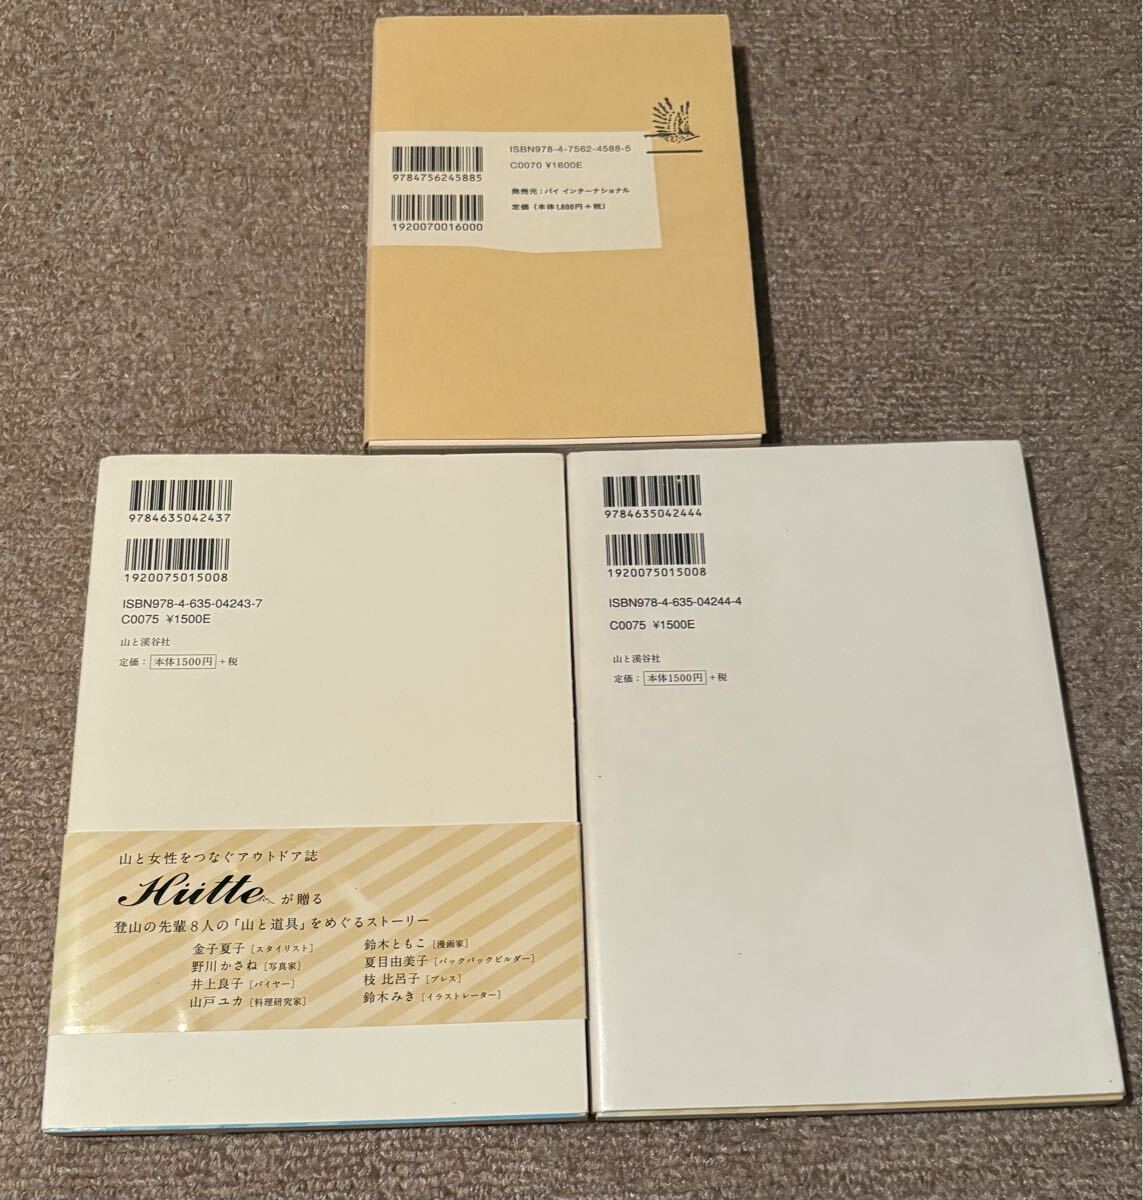 ISBN978-4-7562-4588-5
C0070 ¥1600E
9784756245885
発売元：パイ インターナショナル
定価（本体1,600円＋税）
1920070016000
9784635042437
1920075015008
ISBN978-4-635-04243-7
C0075 ¥1500E
山と溪谷社
定価：本体1500円＋税
山と女性をつなぐアウトドア誌
Hütteが贈る
登山の先輩8人の「山と道具」をめぐるストーリー
金子夏子［スタイリスト］
野川かさね［写真家］
井上良子［バイヤー］
山戸ユカ［料理研究家］
鈴木ともこ［漫画家］
夏目由美子［バックパックビルダー］
枝 比呂子［プレス］
鈴木みき［イラストレーター］
9784635042444
1920075015008
ISBN978-4-635-04244-4
C0075 ¥1500E
山と溪谷社
定価：本体1500円＋税